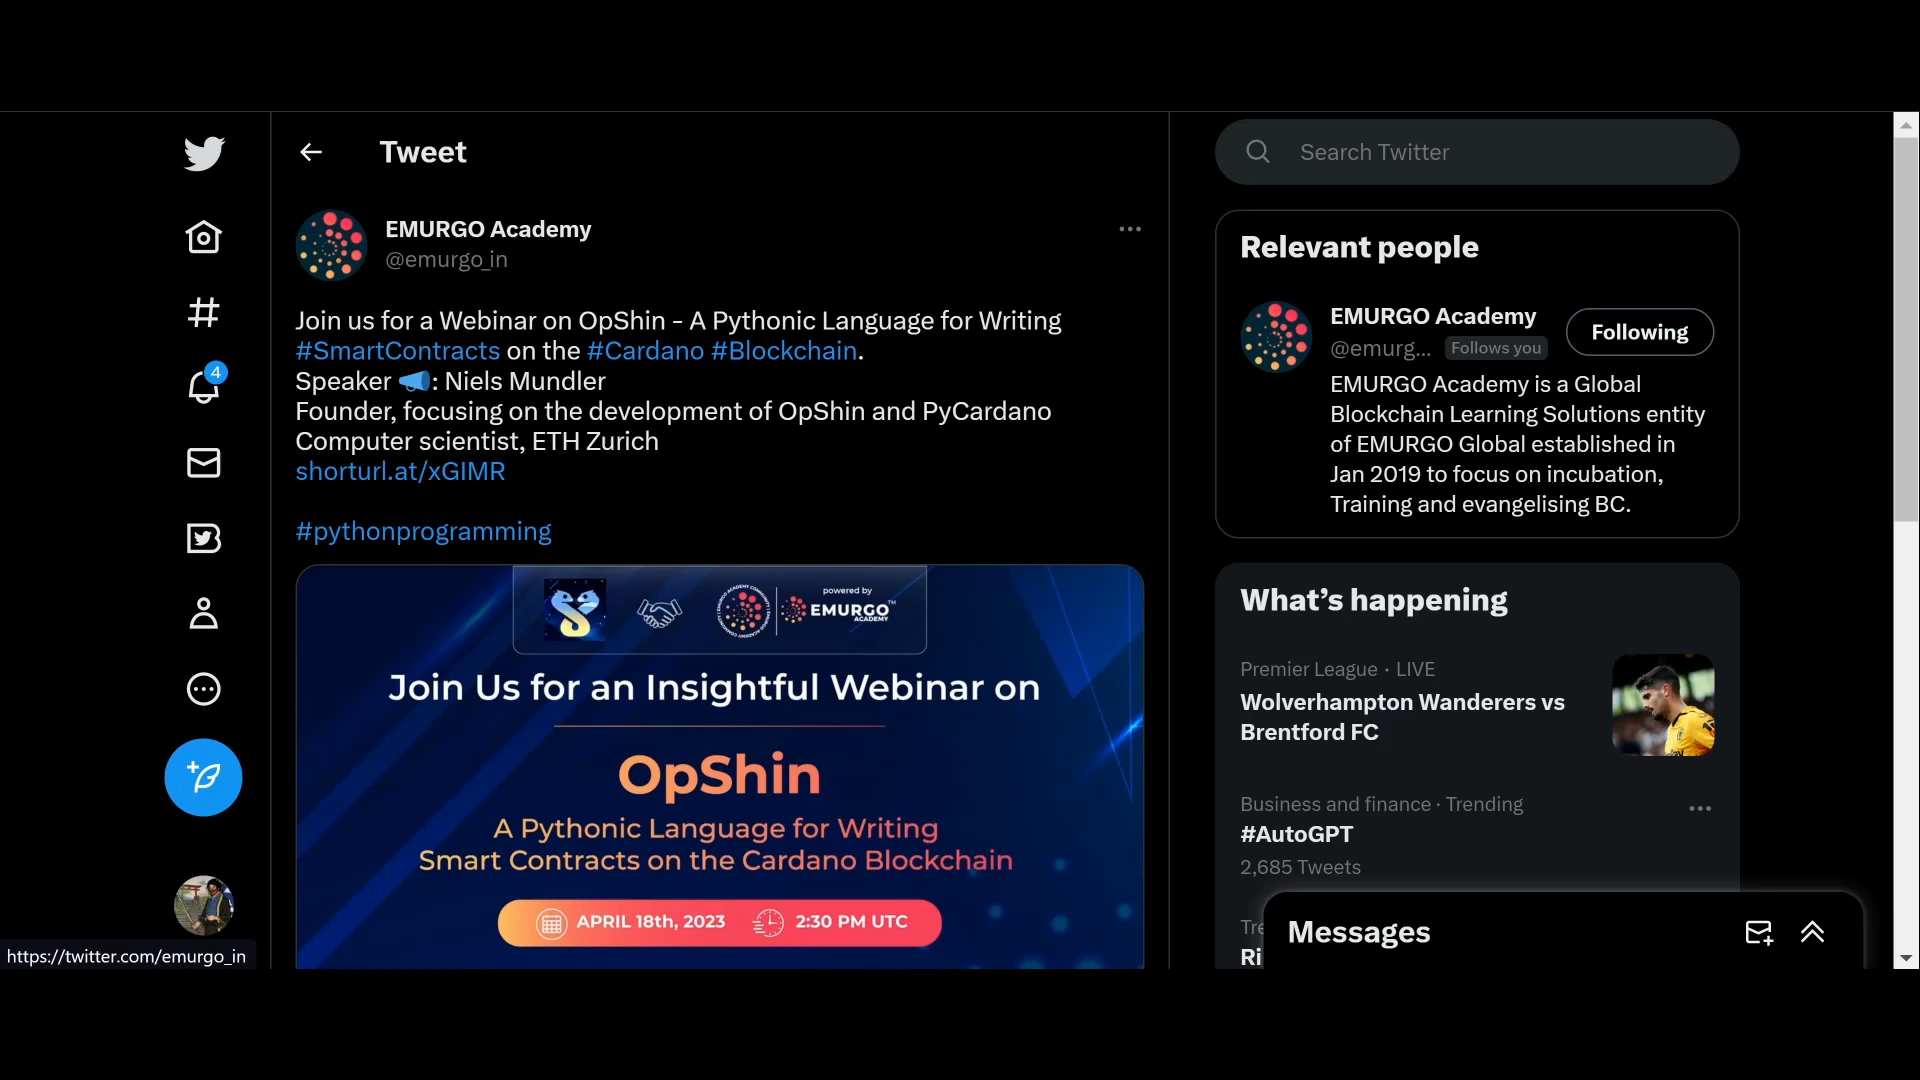 Tweet
EMURGO Academy
@emurgo_in
Join us for a Webinar on OpShin - A Pythonic Language for Writing
#SmartContracts on the #Cardano #Blockchain.
Speaker 📣: Niels Mundler
Founder, focusing on the development of OpShin and PyCardano
Computer scientist, ETH Zurich
shorturl.at/xGIMR
#pythonprogramming
powered by
EMURGO™
ACADEMY
Join Us for an Insightful Webinar on
OpShin
A Pythonic Language for Writing
Smart Contracts on the Cardano Blockchain
APRIL 18th, 2023 2:30 PM UTC
4
https://twitter.com/emurgo_in
Search Twitter
Relevant people
EMURGO Academy
@emurg... Follows you
Following
EMURGO Academy is a Global
Blockchain Learning Solutions entity
of EMURGO Global established in
Jan 2019 to focus on incubation,
Training and evangelising BC.
What's happening
Premier League · LIVE
Wolverhampton Wanderers vs
Brentford FC
Business and finance · Trending
#AutoGPT
2,685 Tweets
Tre
Ri
Messages